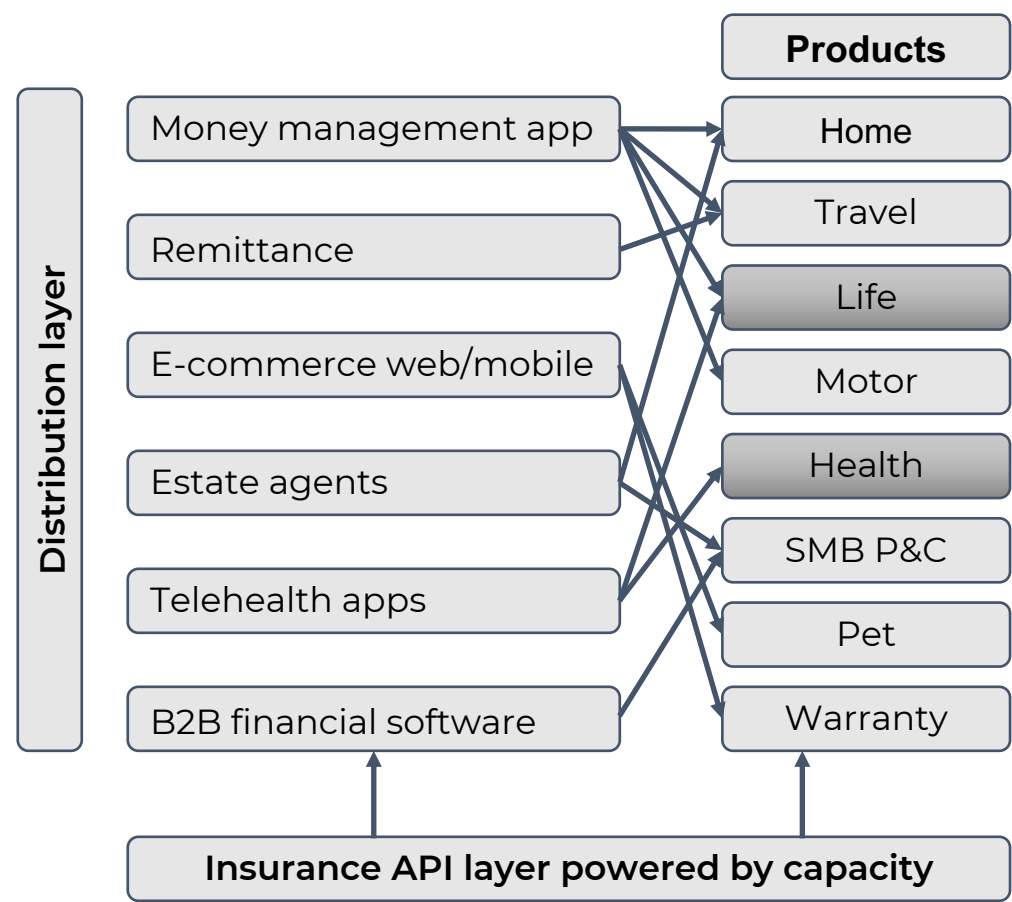 Products
Distribution layer
Money management app
Remittance
E-commerce web/mobile
Estate agents
Telehealth apps
B2B financial software
Home
Travel
Life
Motor
Health
SMB P&C
Pet
Warranty
Insurance API layer powered by capacity